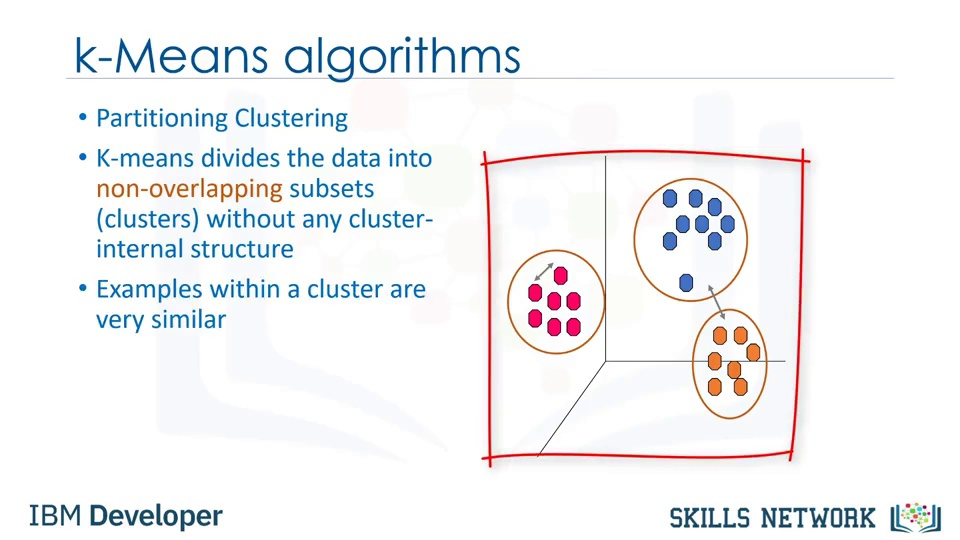 k-Means algorithms
• Partitioning Clustering
• K-means divides the data into
non-overlapping subsets
(clusters) without any cluster-
internal structure
• Examples within a cluster are
very similar
IBM Developer
SKILLS NETWORK